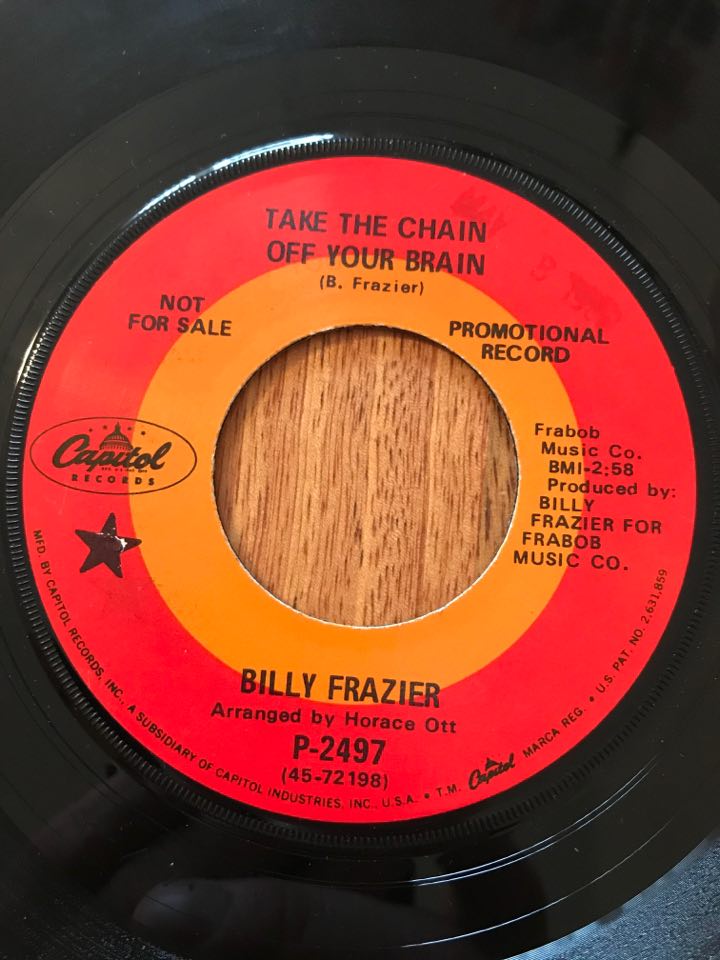 TAKE THE CHAIN
OFF YOUR BRAIN
(B. Frazier)
NOT
FOR SALE
PROMOTIONAL
RECORD
Capitol
RECORDS
Frabob
Music Co.
BMI-2:58
Produced by:
BILLY
FRAZIER FOR
FRABOB
MUSIC CO.
BILLY FRAZIER
Arranged by Horace Ott
P-2497
(45-72198)
MFD. BY CAPITOL RECORDS, INC., A SUBSIDIARY OF CAPITOL INDUSTRIES, INC., U.S.A. • T.M. Capitol MARCA REG. • U.S. PAT. NO. 2,631,859
MAY